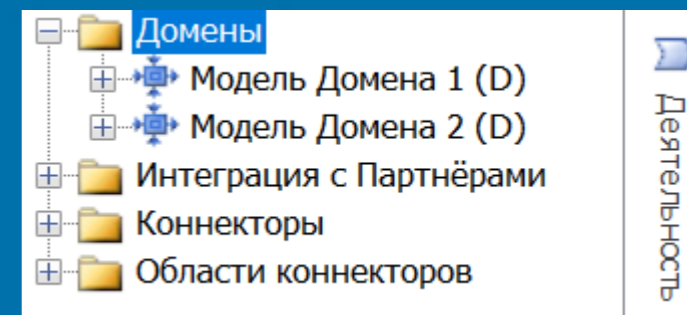 Домены
Модель Домена 1 (D)
Модель Домена 2 (D)
Интеграция с Партнёрами
Коннекторы
Области коннекторов
Деятельность